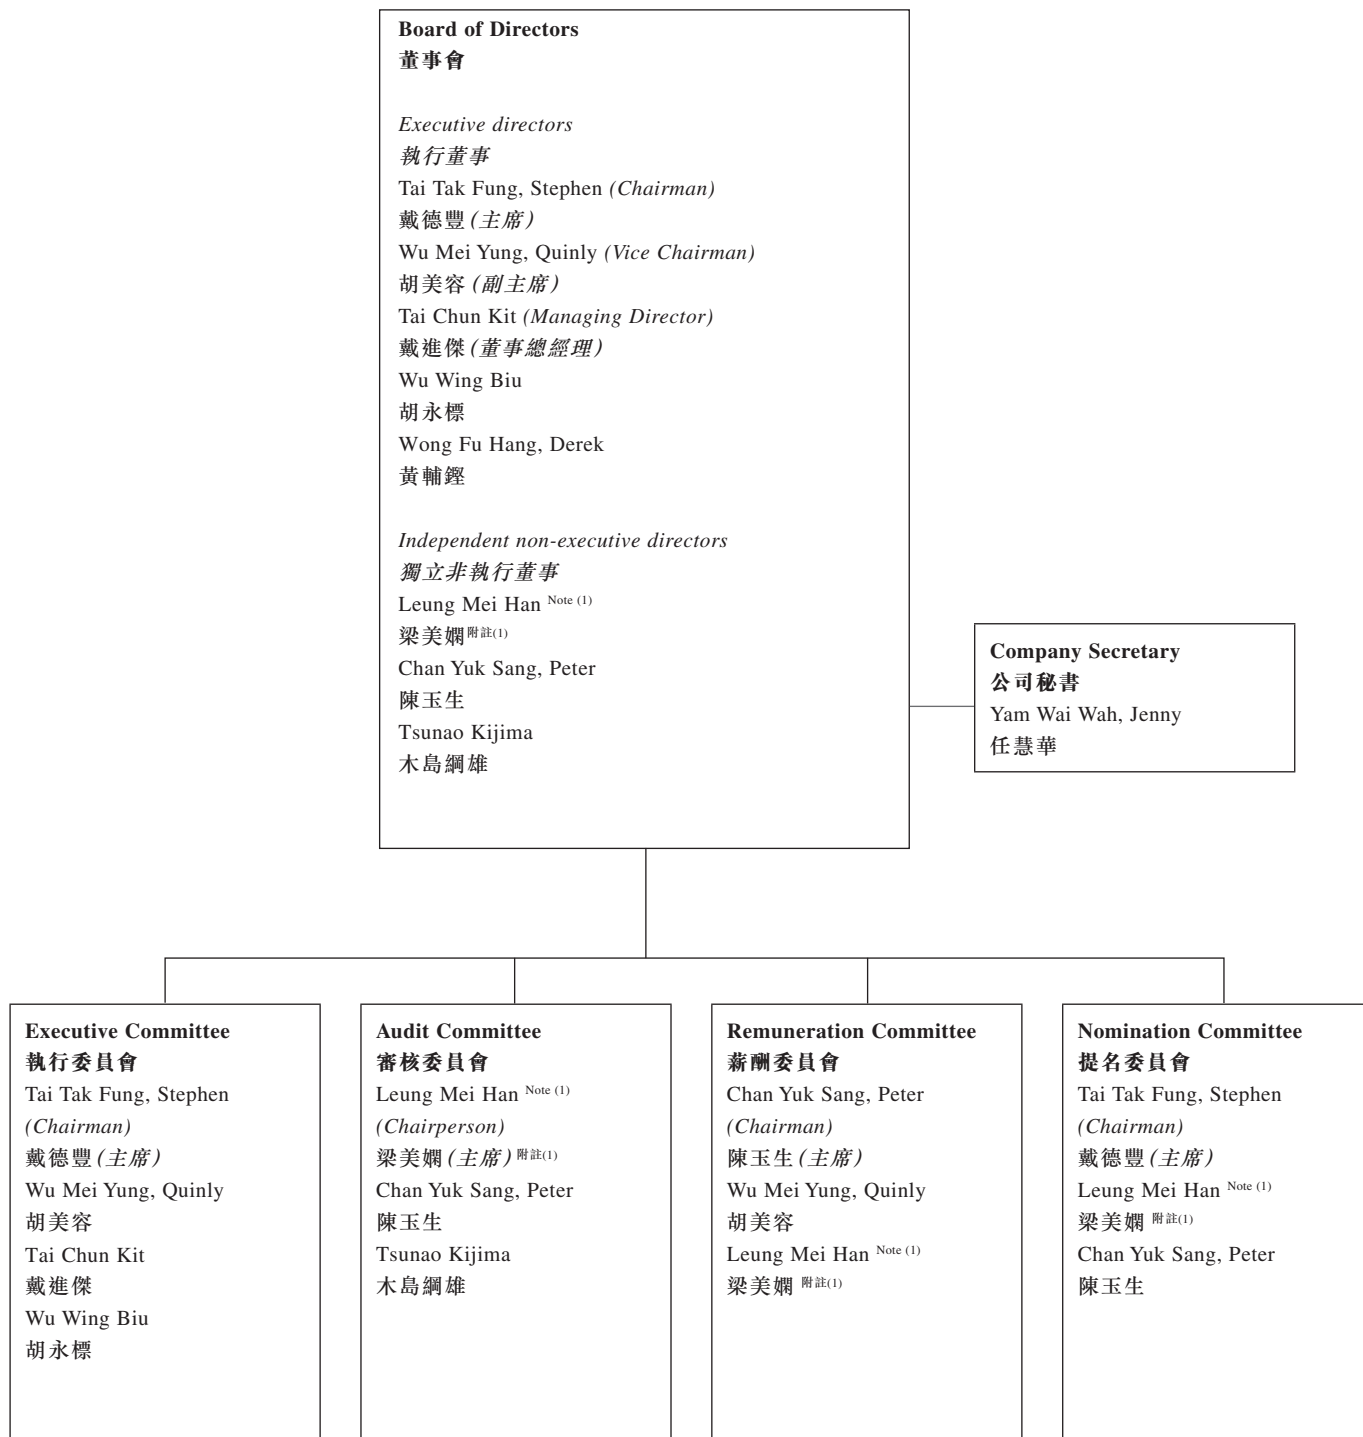 Board of Directors
董事會
Executive directors
執行董事
Tai Tak Fung, Stephen (Chairman)
戴德豐(主席)
Wu Mei Yung, Quinly (Vice Chairman)
胡美容(副主席)
Tai Chun Kit (Managing Director)
戴進傑(董事總經理)
Wu Wing Biu
胡永標
Wong Fu Hang, Derek
黃輔鏗
Independent non-executive directors
獨立非執行董事
Leung Mei Han Note (1)
梁美嫻附註(1)
Chan Yuk Sang, Peter
陳玉生
Tsunao Kijima
木島綱雄
Company Secretary
公司秘書
Yam Wai Wah, Jenny
任慧華
Executive Committee
執行委員會
Tai Tak Fung, Stephen
(Chairman)
戴德豐(主席)
Wu Mei Yung, Quinly
胡美容
Tai Chun Kit
戴進傑
Wu Wing Biu
胡永標
Audit Committee
審核委員會
Leung Mei Han Note (1)
(Chairperson)
梁美嫻(主席)附註(1)
Chan Yuk Sang, Peter
陳玉生
Tsunao Kijima
木島綱雄
Remuneration Committee
薪酬委員會
Chan Yuk Sang, Peter
(Chairman)
陳玉生(主席)
Wu Mei Yung, Quinly
胡美容
Leung Mei Han Note (1)
梁美嫻 附註(1)
Nomination Committee
提名委員會
Tai Tak Fung, Stephen
(Chairman)
戴德豐(主席)
Leung Mei Han Note (1)
梁美嫻 附註(1)
Chan Yuk Sang, Peter
陳玉生